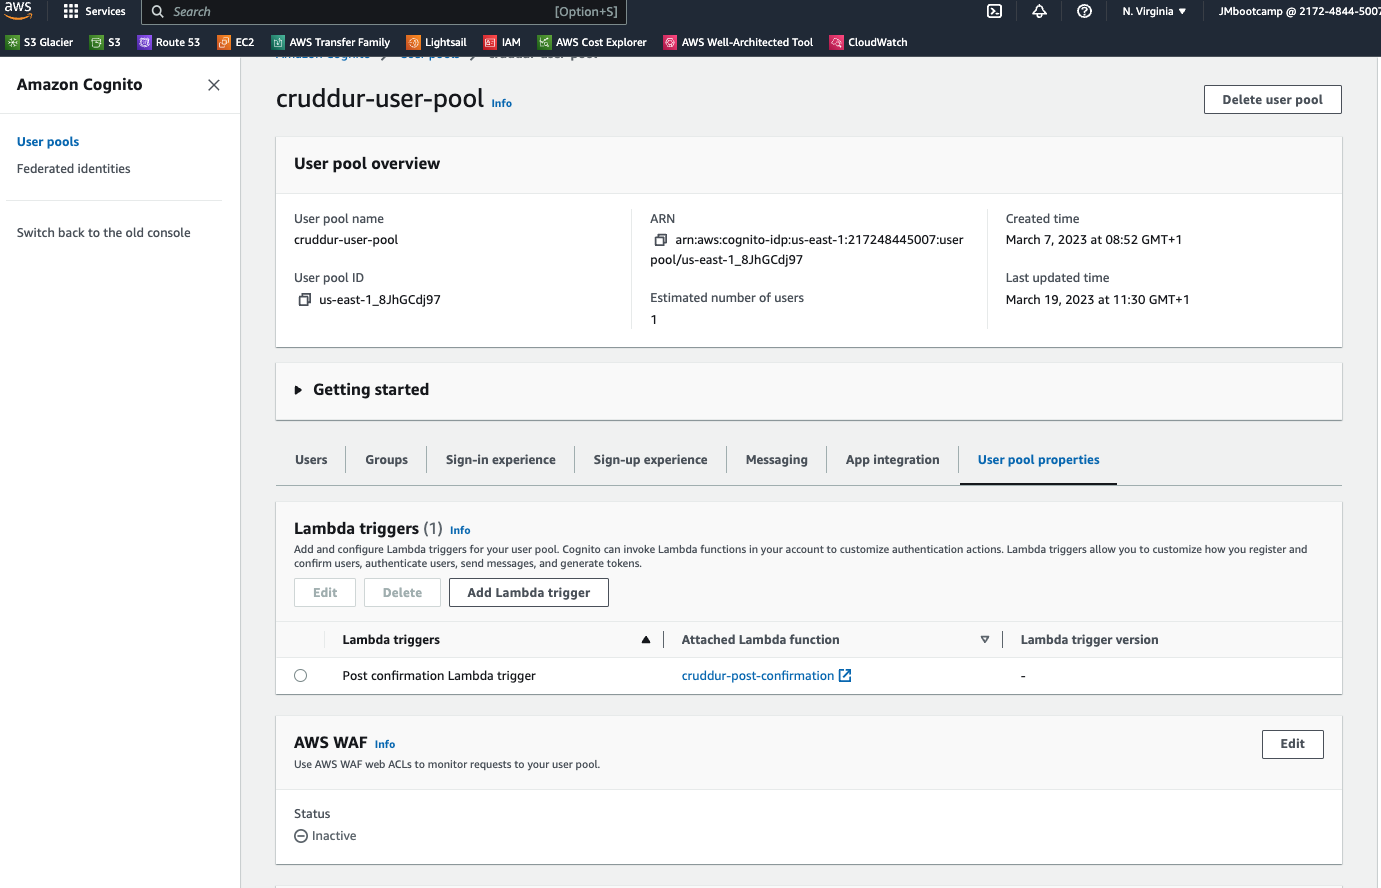 aws
Services
Search
[Option+S]
N. Virginia
JMbootcamp @ 2172-4844-5007
S3 Glacier
S3
Route 53
EC2
AWS Transfer Family
Lightsail
IAM
AWS Cost Explorer
AWS Well-Architected Tool
CloudWatch
Amazon Cognito
User pools
Federated identities
Switch back to the old console
Amazon Cognito
User pools
cruddur-user-pool
cruddur-user-pool Info
Delete user pool
User pool overview
User pool name
cruddur-user-pool
User pool ID
us-east-1_8JhGCdj97
ARN
arn:aws:cognito-idp:us-east-1:217248445007:user
pool/us-east-1_8JhGCdj97
Estimated number of users
1
Created time
March 7, 2023 at 08:52 GMT+1
Last updated time
March 19, 2023 at 11:30 GMT+1
Getting started
Users
Groups
Sign-in experience
Sign-up experience
Messaging
App integration
User pool properties
Lambda triggers (1) Info
Add and configure Lambda triggers for your user pool. Cognito can invoke Lambda functions in your account to customize authentication actions. Lambda triggers allow you to customize how you register and
confirm users, authenticate users, send messages, and generate tokens.
Edit
Delete
Add Lambda trigger
Lambda triggers
Attached Lambda function
Lambda trigger version
Post confirmation Lambda trigger
cruddur-post-confirmation
-
AWS WAF Info
Edit
Use AWS WAF web ACLs to monitor requests to your user pool.
Status
Inactive